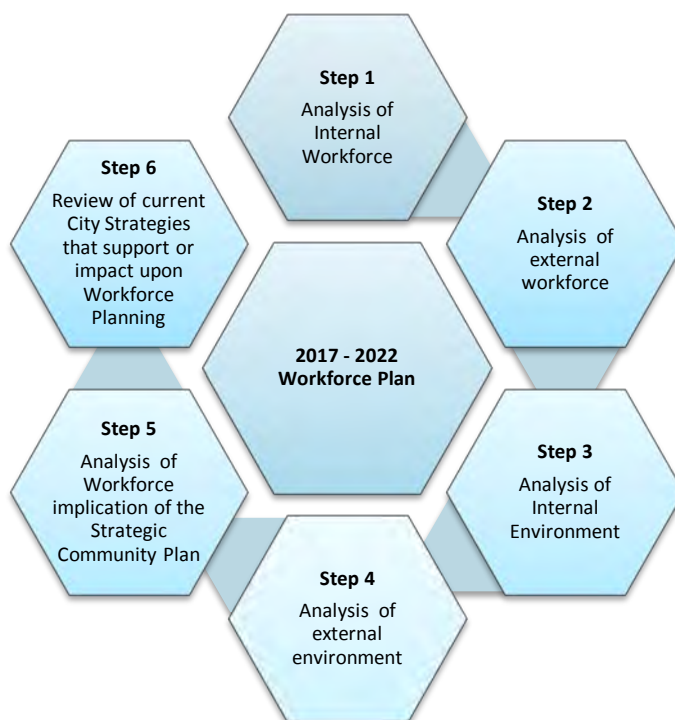 Step 1
Analysis of
Internal
Workforce
Step 2
Analysis of
external
workforce
Step 3
Analysis of
Internal
Environment
Step 4
Analysis of
external
environment
Step 5
Analysis of
Workforce
implication of the
Strategic
Community Plan
Step 6
Review of current
City Strategies
that support or
impact upon
Workforce
Planning
2017 - 2022
Workforce Plan